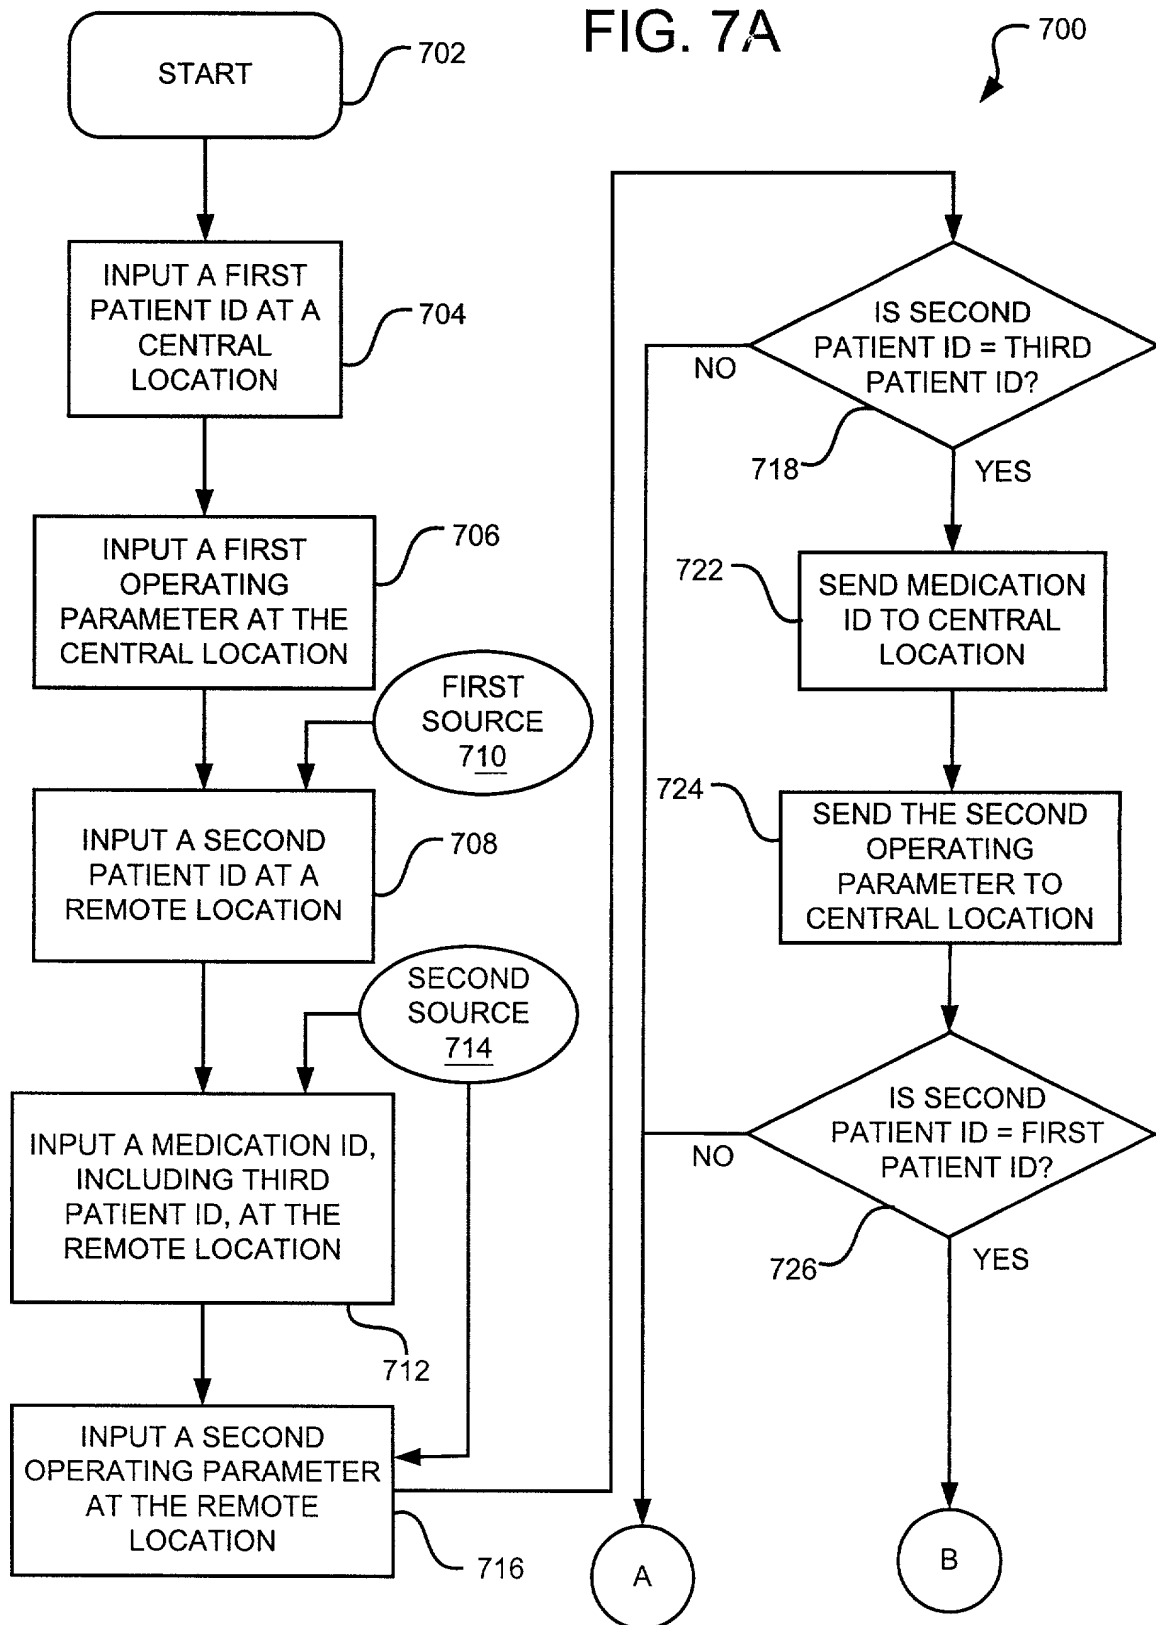 FIG. 7A
700
START
702
INPUT A FIRST
PATIENT ID AT A
CENTRAL
LOCATION
704
INPUT A FIRST
OPERATING
PARAMETER AT THE
CENTRAL LOCATION
706
FIRST
SOURCE
710
INPUT A SECOND
PATIENT ID AT A
REMOTE LOCATION
708
SECOND
SOURCE
714
INPUT A MEDICATION ID,
INCLUDING THIRD
PATIENT ID, AT THE
REMOTE LOCATION
712
INPUT A SECOND
OPERATING PARAMETER
AT THE REMOTE
LOCATION
716
IS SECOND
PATIENT ID = THIRD
PATIENT ID?
NO
718
YES
722
SEND MEDICATION
ID TO CENTRAL
LOCATION
724
SEND THE SECOND
OPERATING
PARAMETER TO
CENTRAL LOCATION
IS SECOND
PATIENT ID = FIRST
PATIENT ID?
NO
726
YES
A
B